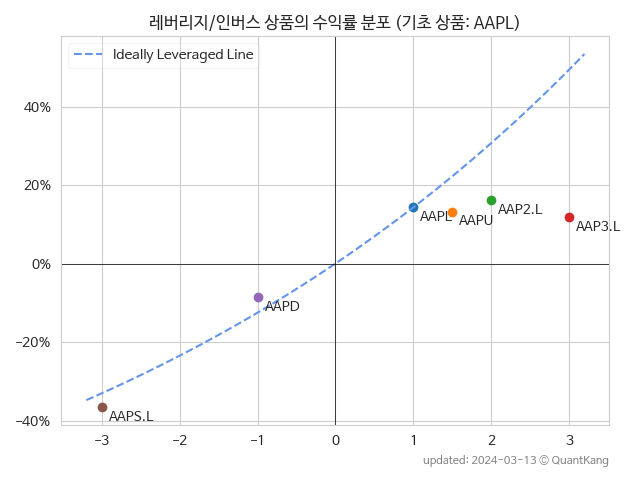 레버리지/인버스 상품의 수익률 분포 (기초 상품: AAPL)
Ideally Leveraged Line
40%
20%
0%
−20%
−40%
AAPL
AAPU
AAP2.L
AAP3.L
AAPD
AAPS.L
−3 −2 −1 0 1 2 3
updated: 2024-03-13 © QuantKang